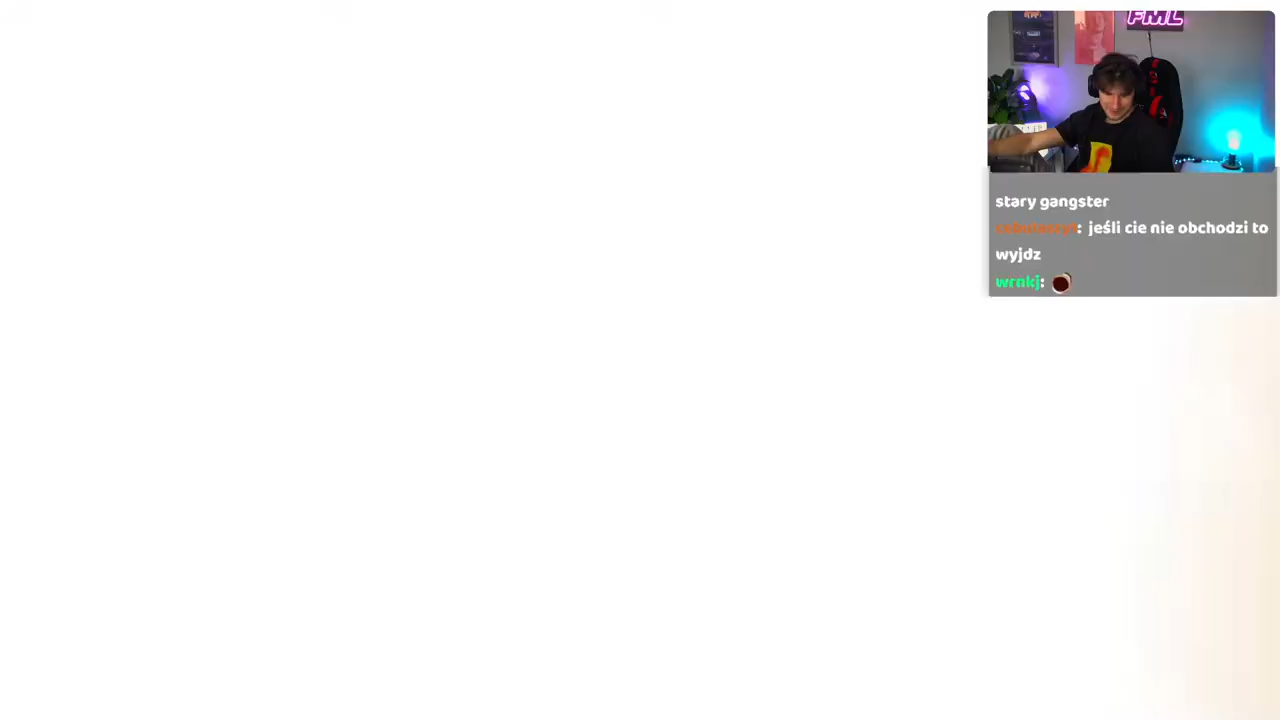 FML
stary gangster
: jeśli cie nie obchodzi to
wyjdz
wrnkj: